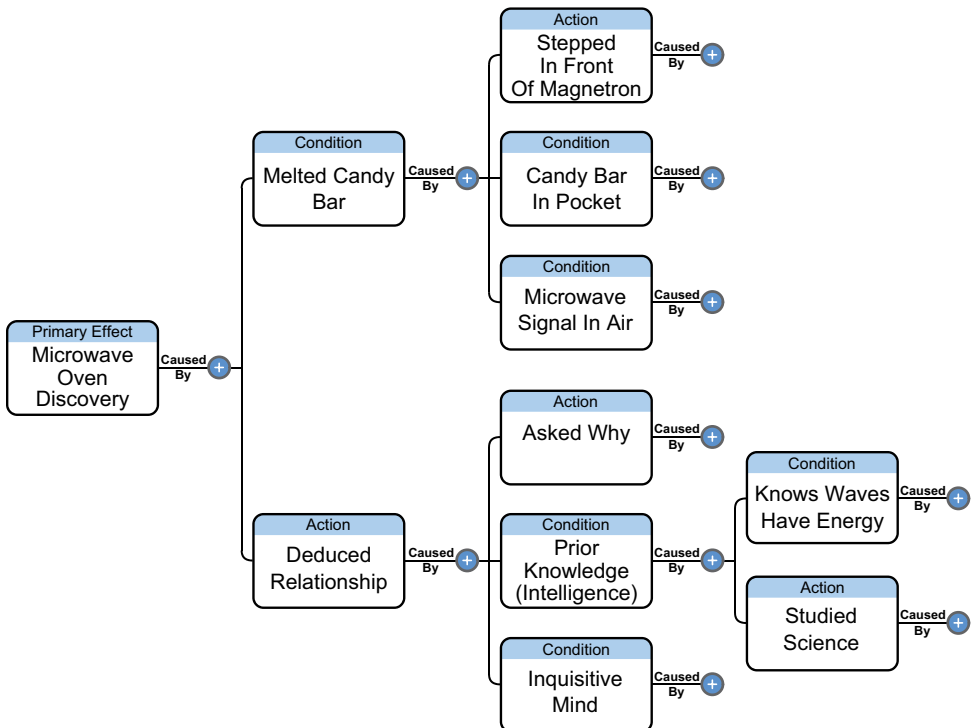 Action
Stepped
In Front
Of Magnetron
Caused
By
Condition
Melted Candy
Bar
Caused
By
Condition
Candy Bar
In Pocket
Caused
By
Condition
Microwave
Signal In Air
Caused
By
Primary Effect
Microwave
Oven
Discovery
Caused
By
Action
Asked Why
Caused
By
Action
Deduced
Relationship
Caused
By
Condition
Prior
Knowledge
(Intelligence)
Caused
By
Condition
Knows Waves
Have Energy
Caused
By
Action
Studied
Science
Caused
By
Condition
Inquisitive
Mind
Caused
By